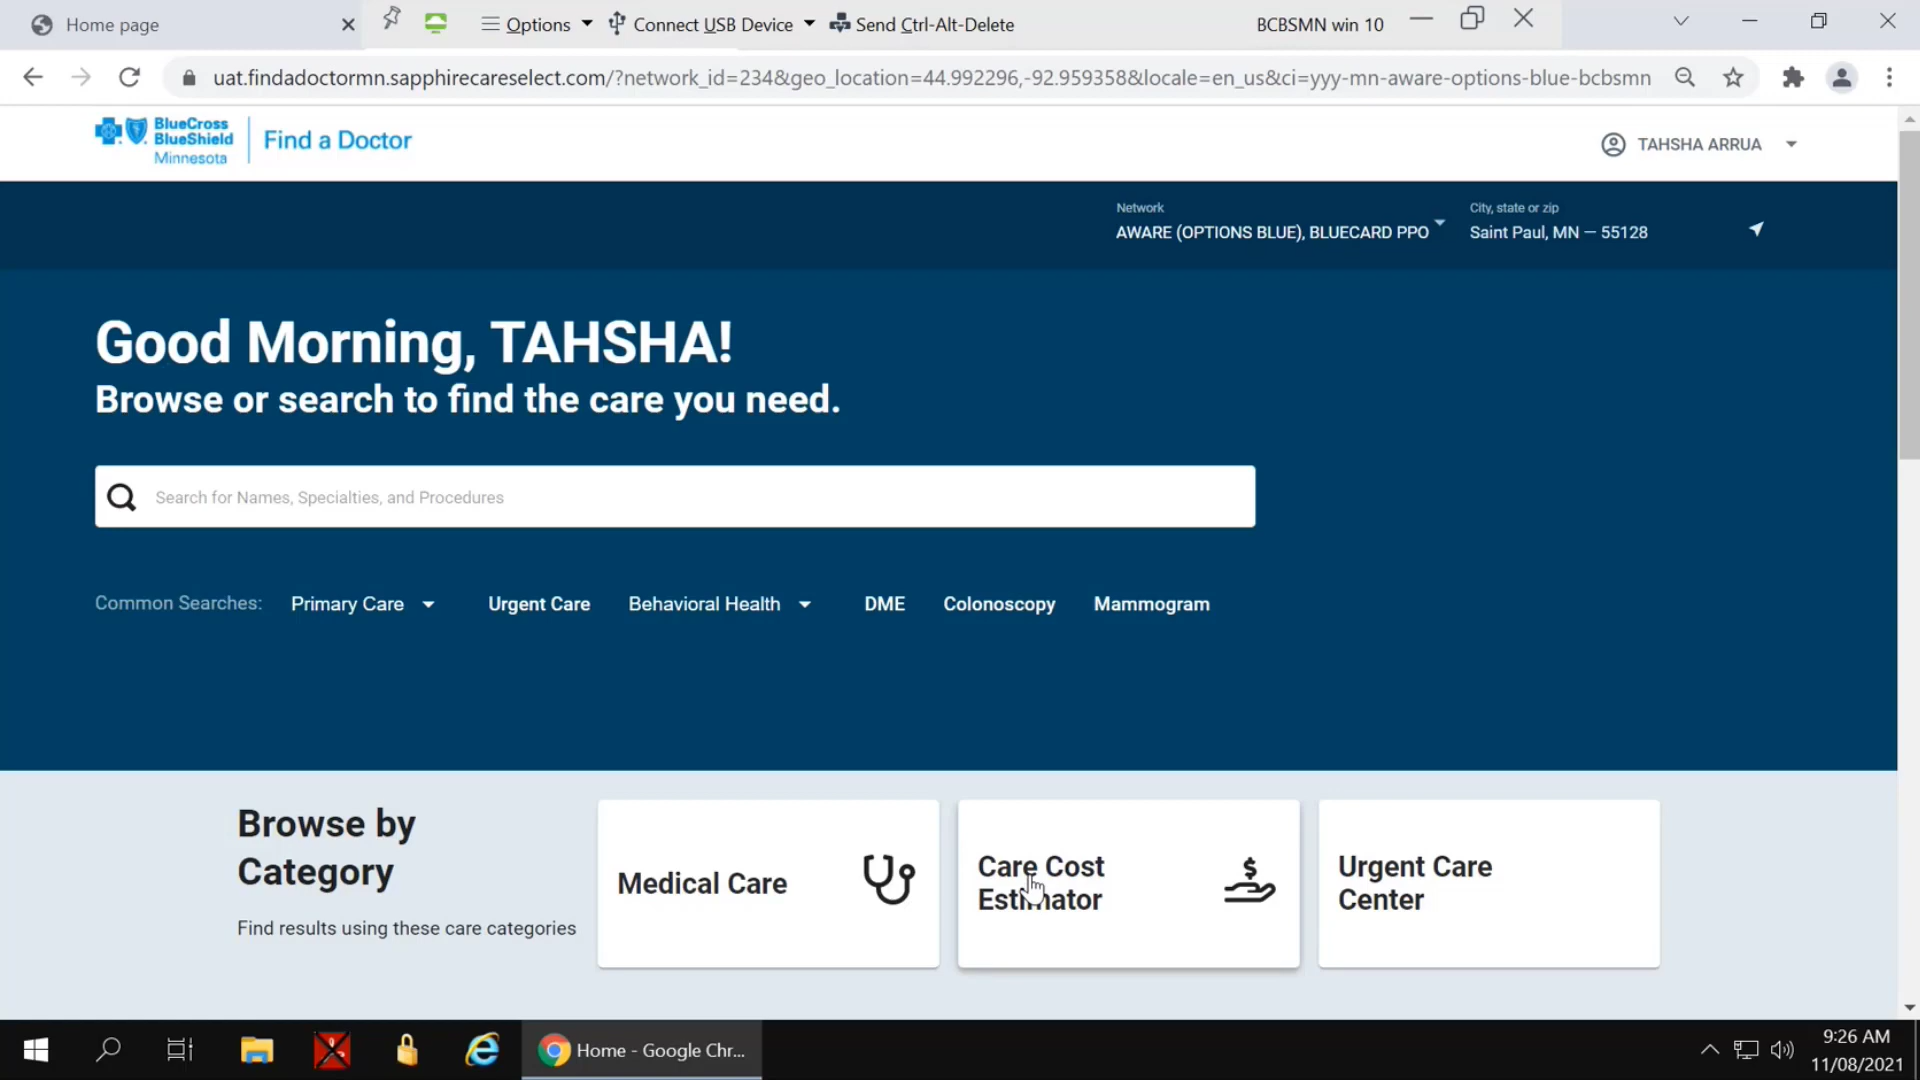 Home page
Options
Connect USB Device
Send Ctrl-Alt-Delete
BCBSMN win 10
uat.findadoctormn.sapphirecareselect.com/?network_id=234&geo_location=44.992296,-92.959358&locale=en_us&ci=yyy-mn-aware-options-blue-bcbsmn
BlueCross
BlueShield
Minnesota
Find a Doctor
TAHSHA ARRUA
Network
AWARE (OPTIONS BLUE), BLUECARD PPO
City, state or zip
Saint Paul, MN — 55128
Good Morning, TAHSHA!
Browse or search to find the care you need.
Search for Names, Specialties, and Procedures
Common Searches: Primary Care Urgent Care Behavioral Health DME Colonoscopy Mammogram
Browse by
Category
Find results using these care categories
Medical Care
Care Cost
Estimator
Urgent Care
Center
Home - Google Chr...
9:26 AM
11/08/2021